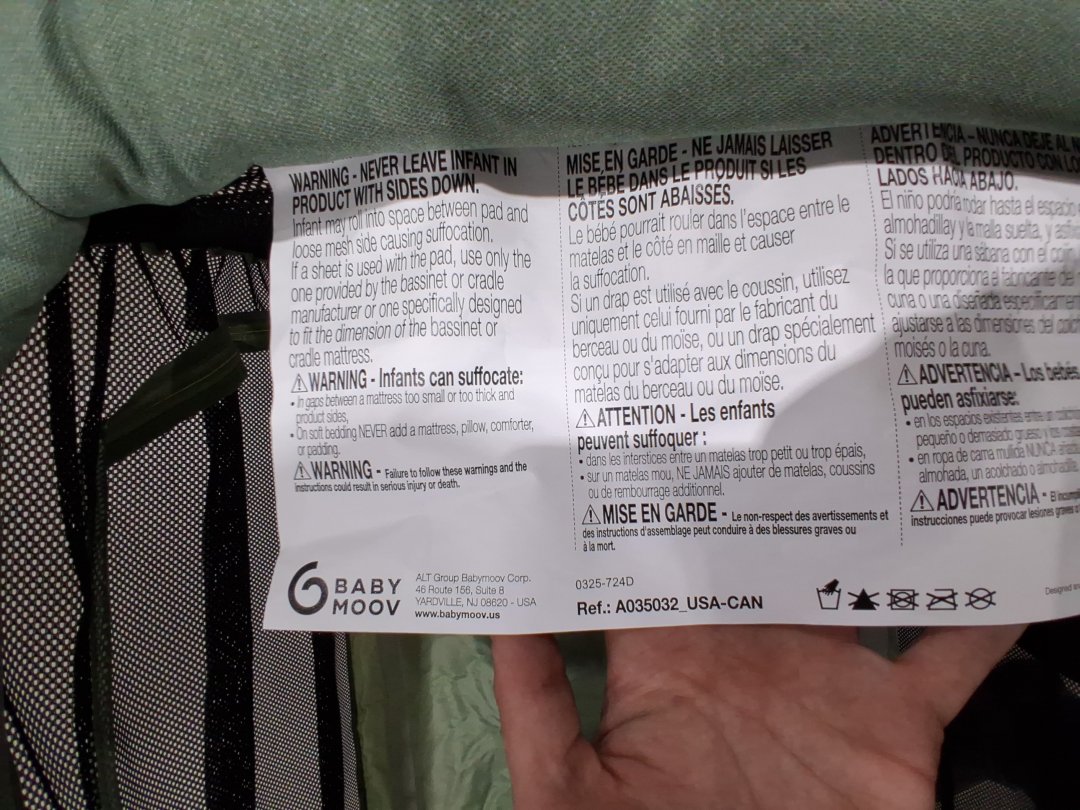 WARNING - NEVER LEAVE INFANT IN
PRODUCT WITH SIDES DOWN.
Infant may roll into space between pad and
loose mesh side causing suffocation.
If a sheet is used with the pad, use only the
one provided by the bassinet or cradle
manufacturer or one specifically designed
to fit the dimension of the bassinet or
cradle mattress.
⚠WARNING - Infants can suffocate:
• In gaps between a mattress too small or too thick and
product sides,
• On soft bedding NEVER add a mattress, pillow, comforter,
or padding.
⚠WARNING - Failure to follow these warnings and the
instructions could result in serious injury or death.
BABY
MOOV
ALT Group Babymoov Corp.
46 Route 156, Suite 8
YARDVILLE, NJ 08620 - USA
www.babymoov.us
MISE EN GARDE - NE JAMAIS LAISSER
LE BÉBÉ DANS LE PRODUIT SI LES
CÔTÉS SONT ABAISSÉS.
Le bébé pourrait rouler dans l'espace entre le
matelas et le côté en maille et causer
la suffocation.
Si un drap est utilisé avec le coussin, utilisez
uniquement celui fourni par le fabricant du
berceau ou du moïse, ou un drap spécialement
conçu pour s'adapter aux dimensions du
matelas du berceau ou du moïse.
⚠ATTENTION - Les enfants
peuvent suffoquer :
• dans les interstices entre un matelas trop petit ou trop épais,
• sur un matelas mou, NE JAMAIS ajouter de matelas, coussins
ou de rembourrage additionnel.
⚠MISE EN GARDE - Le non-respect des avertissements et
des instructions d'assemblage peut conduire à des blessures graves ou
à la mort.
0325-724D
Ref.: A035032_USA-CAN
ADVERTENCIA - NUNCA DEJE AL
DENTRO DEL PRODUCTO CON
LADOS HACIA ABAJO.
El niño podría rodar hasta el espacio
almohadilla y la malla suelta, y
Si se utiliza una sábana con el
la que proporciona el fabricante del
cuna o una diseñada específicamente
ajustarse a las dimensiones del
moisés o la cuna.
⚠ADVERTENCIA - Los bebés
pueden asfixiarse:
• en los espacios existentes entre un
pequeño o demasiado grueso y los
• en ropa de cama mullida NUNCA
almohada, un acolchado o almohadilla.
⚠ADVERTENCIA - El
instrucciones puede provocar lesiones graves o
Designed